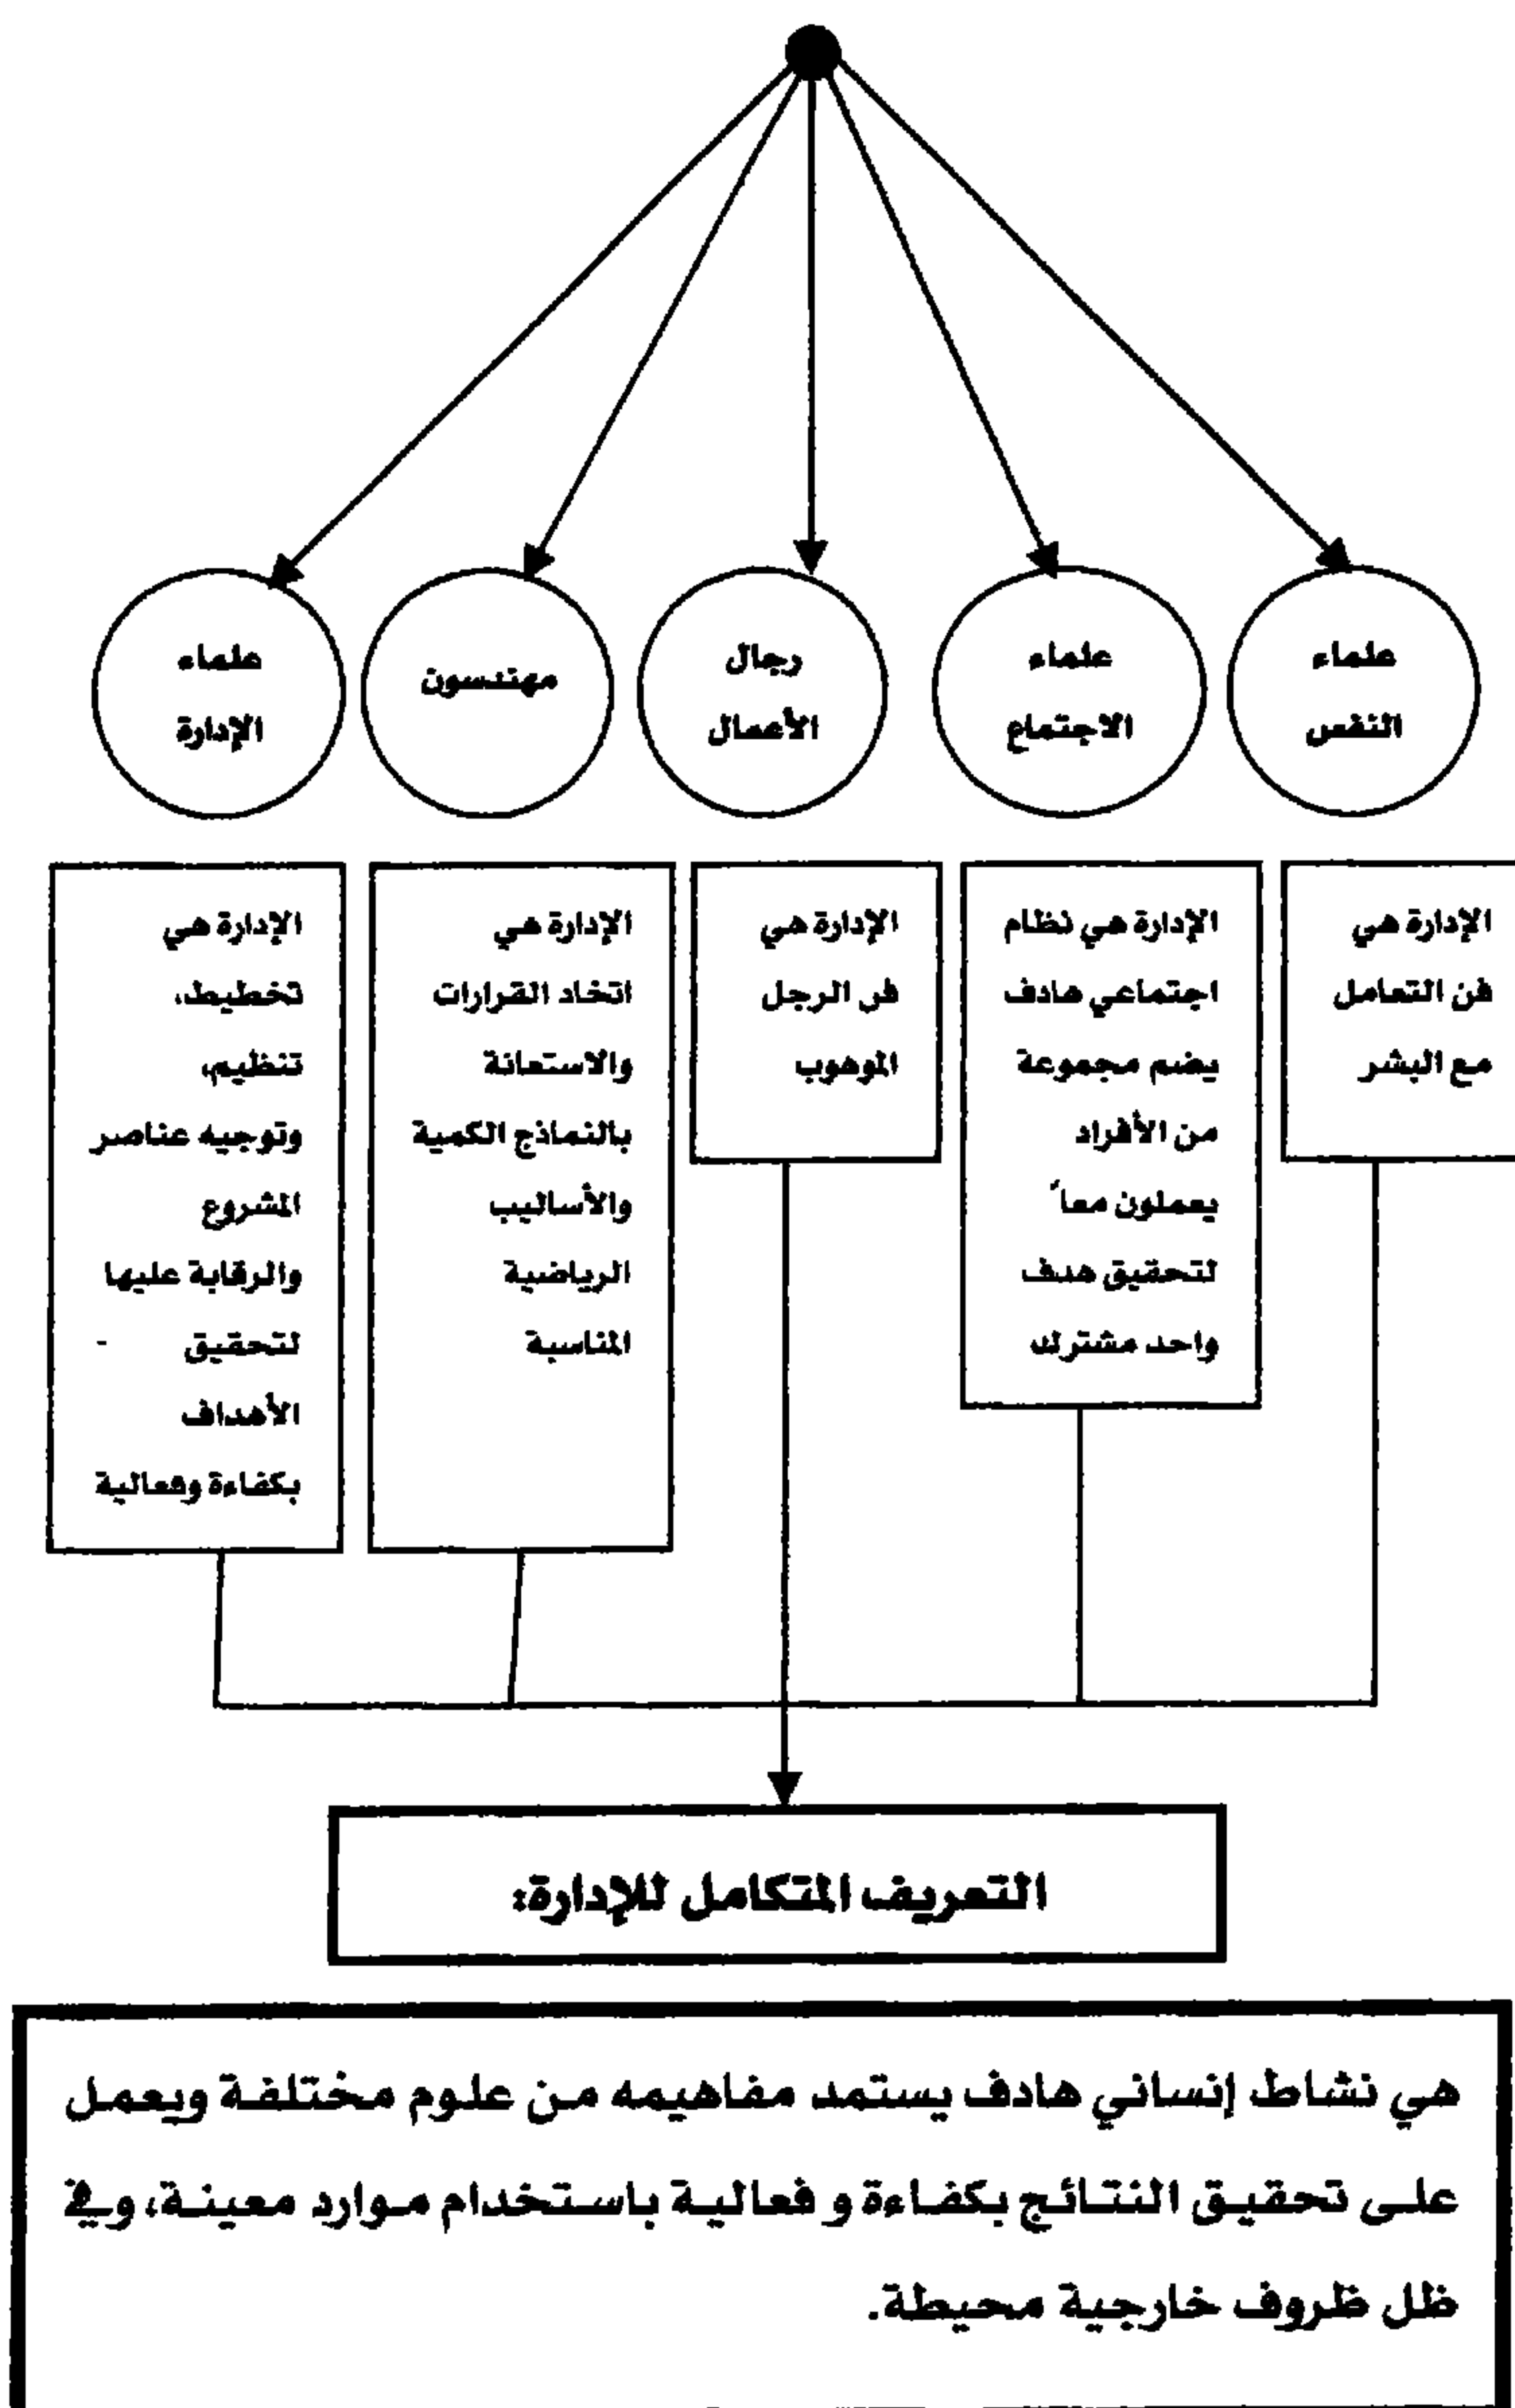 علماء
النفس
علماء
الاجتماع
رجال
الأعمال
مهندسون
علماء
الإدارة
الإدارة هي
فن التعامل
مع البشر
الإدارة هي نظام
اجتماعي هادف
يضم مجموعة
من الأفراد
يعملون معاً
لتحقيق هدف
واحد مشترك
الإدارة هي
فن الرجل
الموهوب
الإدارة هي
اتخاد القرارات
والاستعانة
بالنماذج الكمية
والأساليب
الرياضية
المناسبة
الإدارة هي
تخطيط،
تنظيم،
وتوجيه عناصر
المشروع
والرقابة عليها
لتحقيق -
الأهداف
بكفاءة وفعالية
التعريف المتكامل للإدارة:
هي نشاط إنساني هادف يستمد مفاهيمه من علوم مختلفة ويعمل
على تحقيق النتائج بكفاءة و فعالية باستخدام موارد معينة، وفي
ظل ظروف خارجية محيطة.